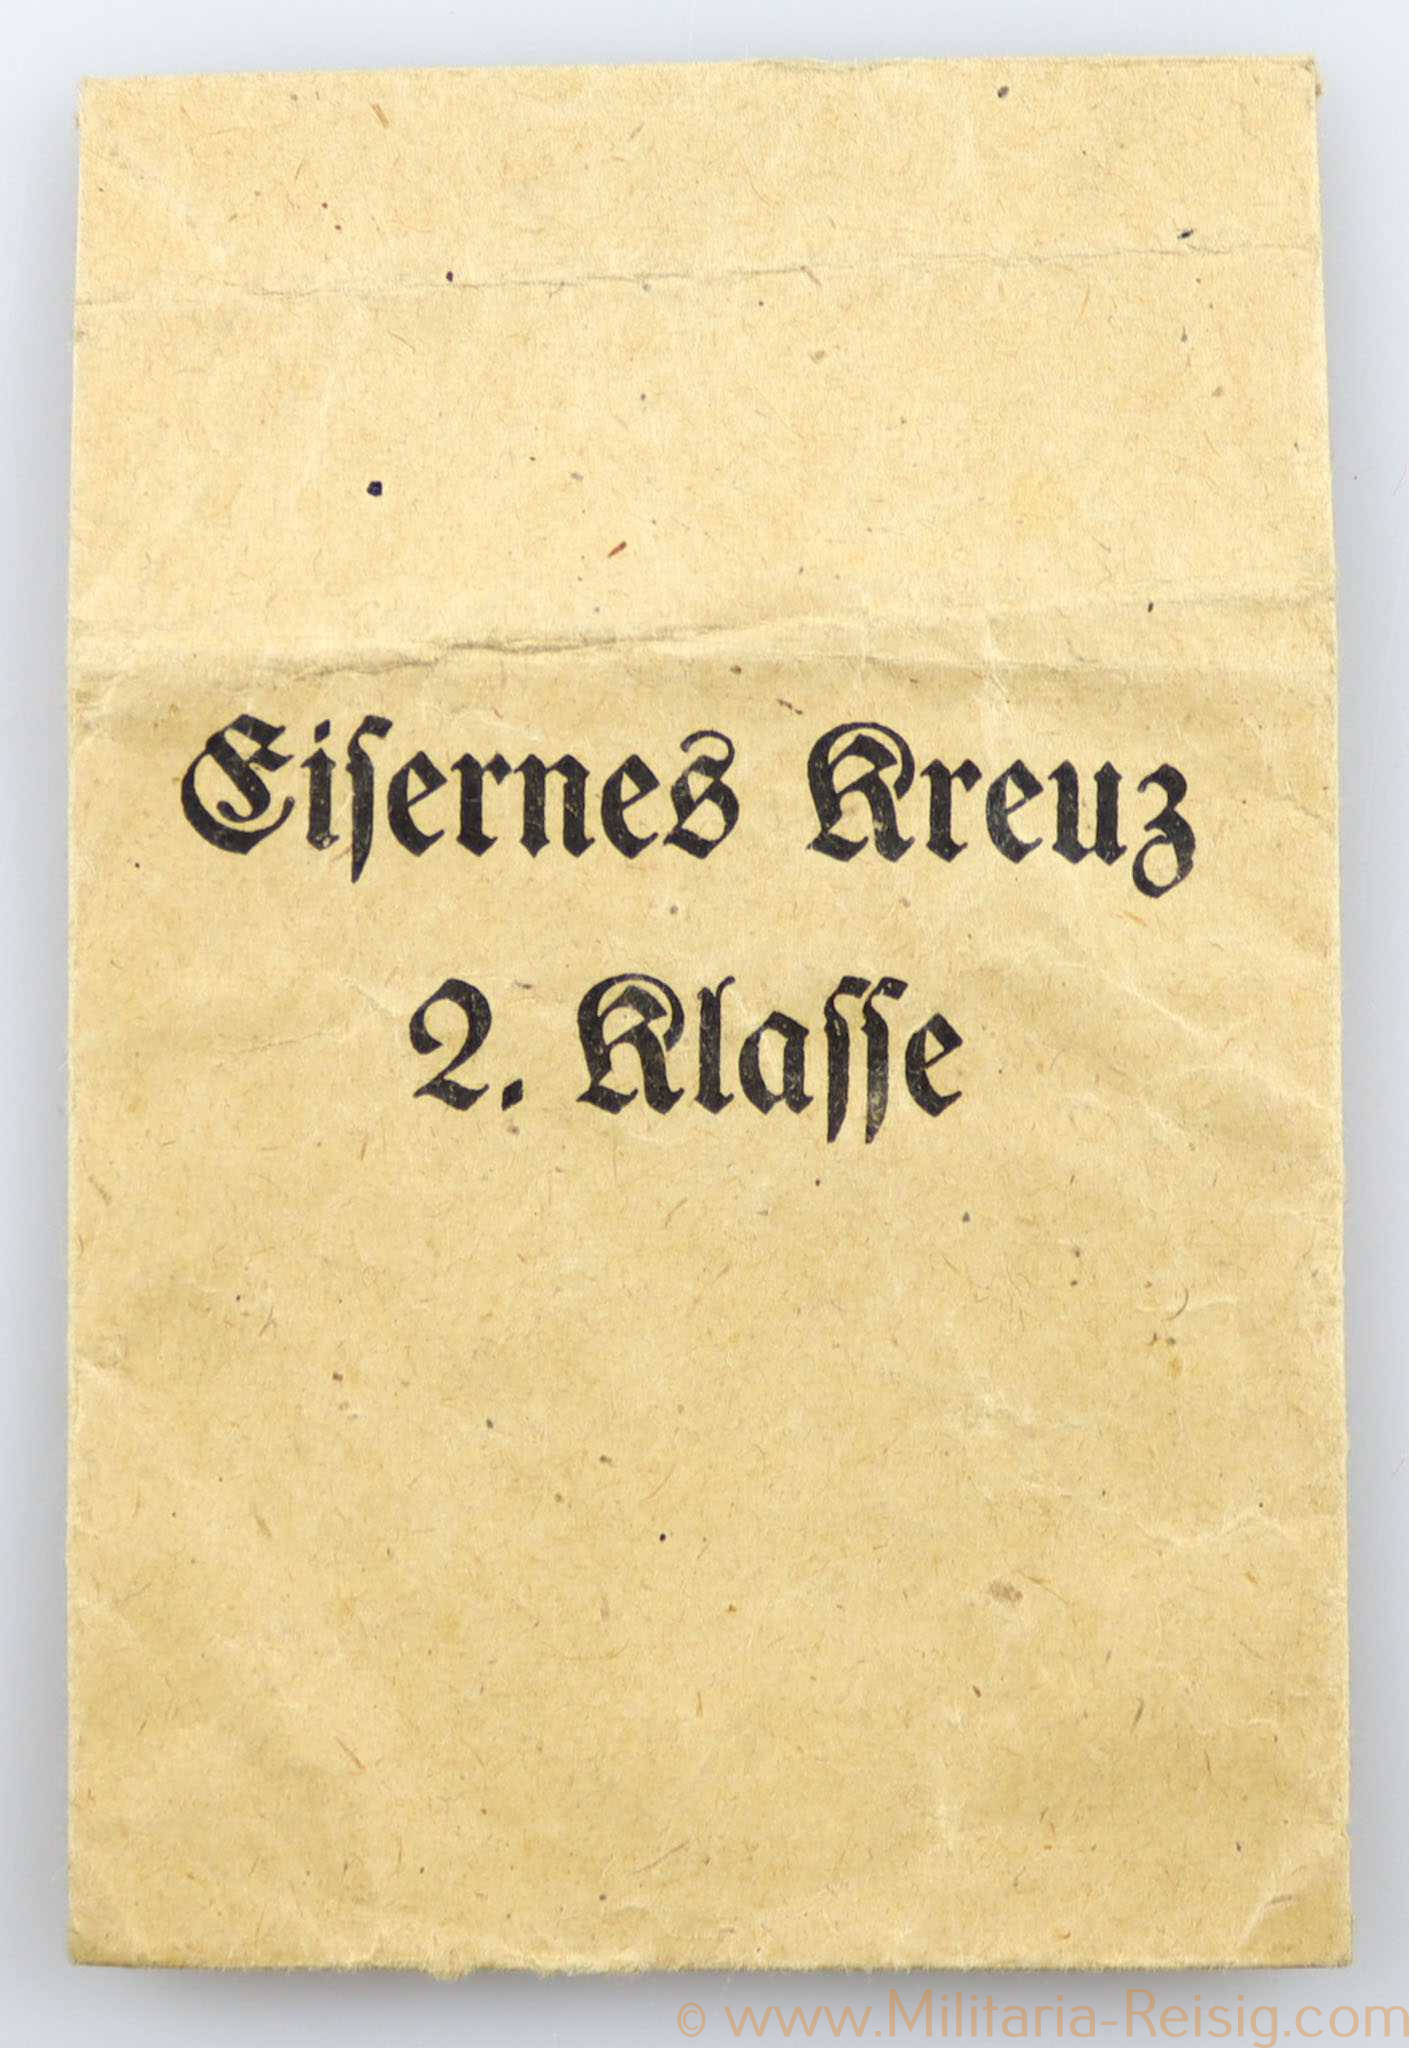 Eiſernes Kreuz
2. Klaſſe
© www.Militaria-Reisig.com